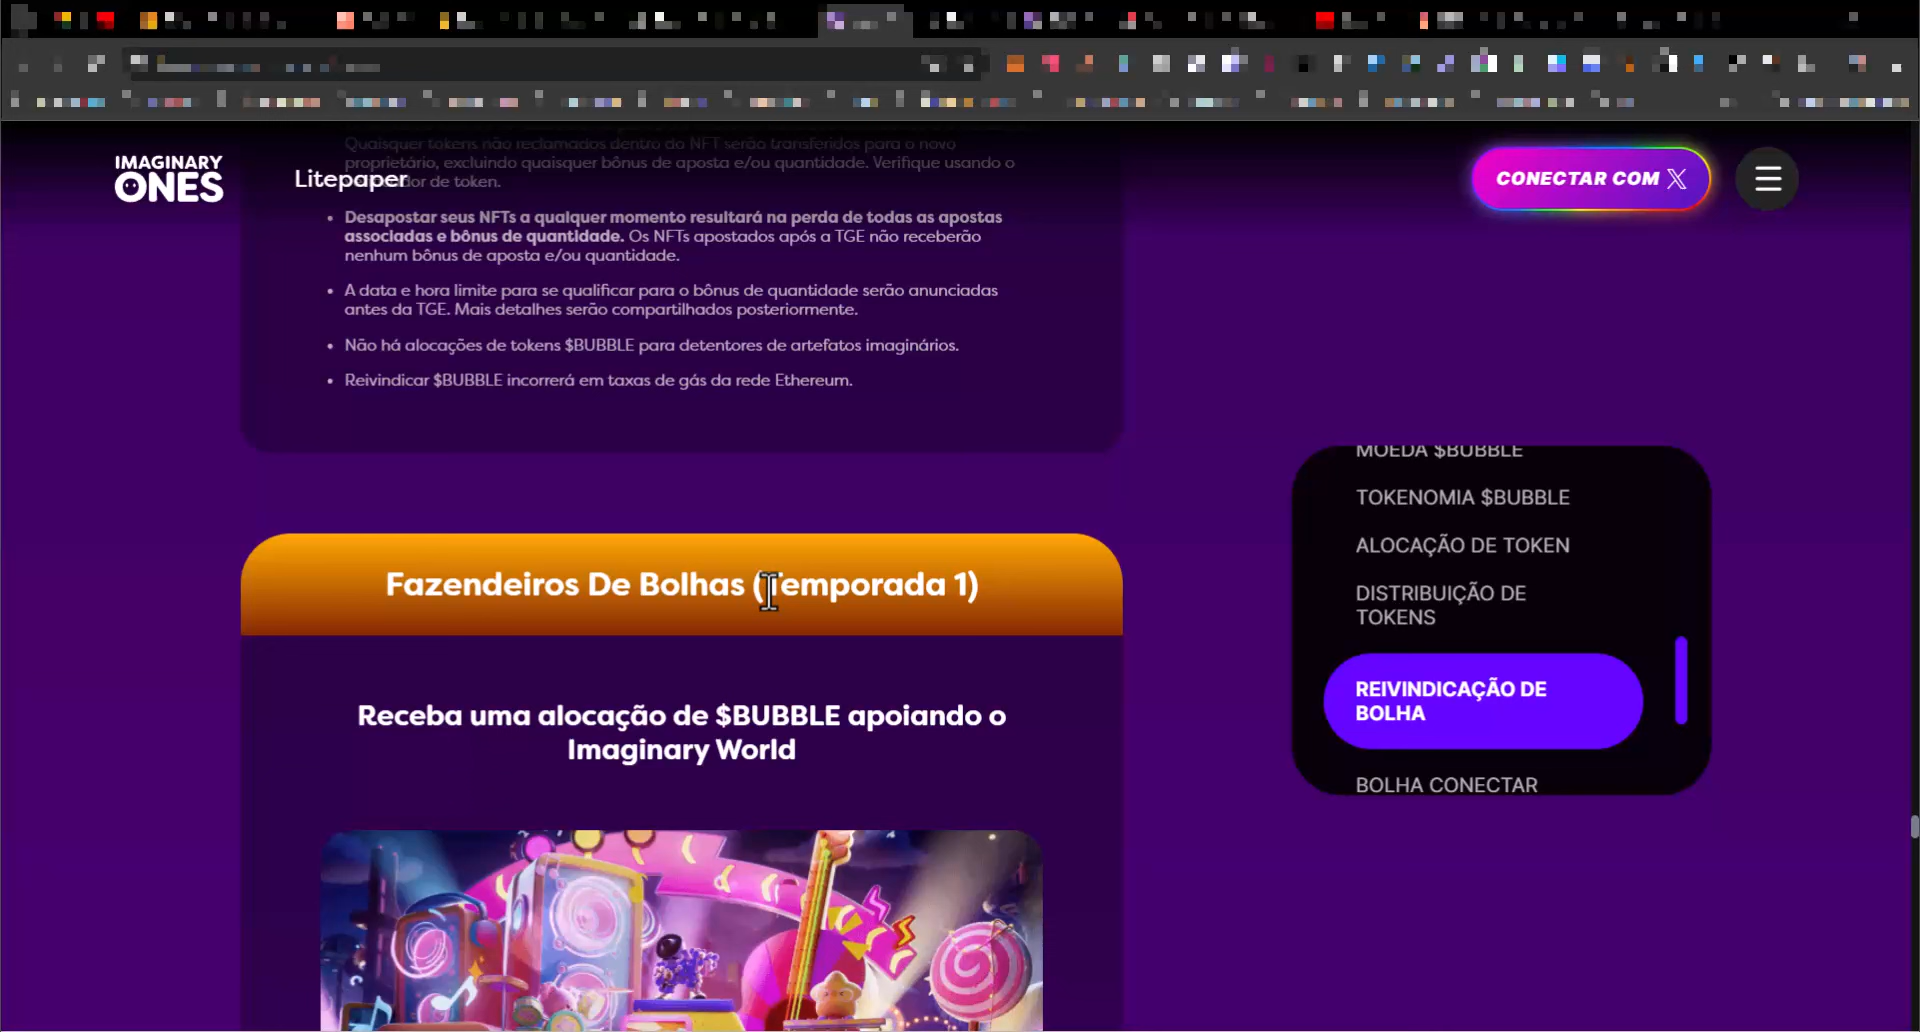 IMAGINARY
ONES
Litepaper
CONECTAR COM X
Quaisquer tokens não reclamados dentro do NFT serão transferidos para o novo
proprietário, excluindo quaisquer bônus de aposta e/ou quantidade. Verifique usando o
de token.
• Desapostar seus NFTs a qualquer momento resultará na perda de todas as apostas
associadas e bônus de quantidade. Os NFTs apostados após a TGE não receberão
nenhum bônus de aposta e/ou quantidade.
• A data e hora limite para se qualificar para o bônus de quantidade serão anunciadas
antes da TGE. Mais detalhes serão compartilhados posteriormente.
• Não há alocações de tokens $BUBBLE para detentores de artefatos imaginários.
• Reivindicar $BUBBLE incorrerá em taxas de gás da rede Ethereum.
Fazendeiros De Bolhas (Temporada 1)
Receba uma alocação de $BUBBLE apoiando o
Imaginary World
MOEDA $BUBBLE
TOKENOMIA $BUBBLE
ALOCAÇÃO DE TOKEN
DISTRIBUIÇÃO DE
TOKENS
REIVINDICAÇÃO DE
BOLHA
BOLHA CONECTAR